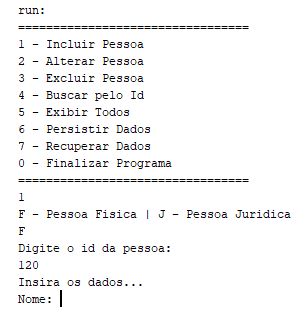 run:
=================================
1 - Incluir Pessoa
2 - Alterar Pessoa
3 - Excluir Pessoa
4 - Buscar pelo Id
5 - Exibir Todos
6 - Persistir Dados
7 - Recuperar Dados
0 - Finalizar Programa
=================================
1
F - Pessoa Fisica | J - Pessoa Juridica
F
Digite o id da pessoa:
120
Insira os dados...
Nome: